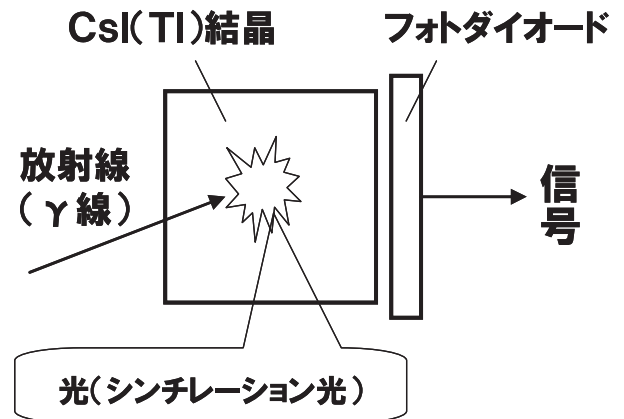 CsI(Tl)結晶
フォトダイオード
放射線
(γ線)
信
号
光(シンチレーション光)